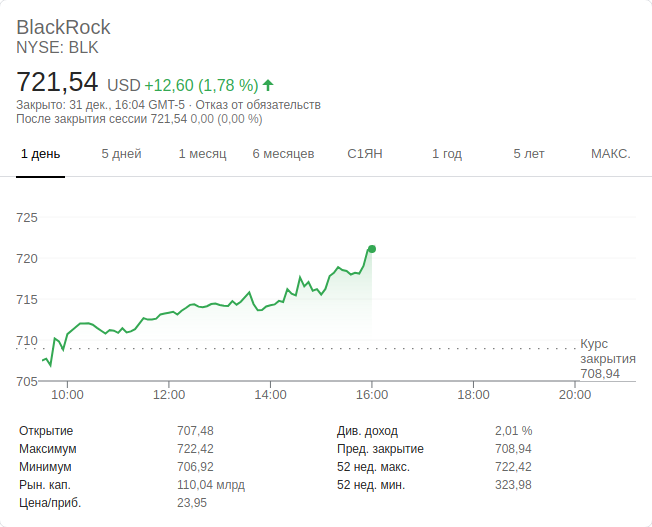 BlackRock
NYSE: BLK
721,54 USD +12,60 (1,78 %)
Закрыто: 31 дек., 16:04 GMT-5 · Отказ от обязательств
После закрытия сессии 721,54 0,00 (0,00 %)
1 день 5 дней 1 месяц 6 месяцев С1ЯН 1 год 5 лет МАКС.
725
720
715
710
705
Курс
закрытия
708,94
10:00 12:00 14:00 16:00 18:00 20:00
Открытие 707,48 Див. доход 2,01 %
Максимум 722,42 Пред. закрытие 708,94
Минимум 706,92 52 нед. макс. 722,42
Рын. кап. 110,04 млрд 52 нед. мин. 323,98
Цена/приб. 23,95